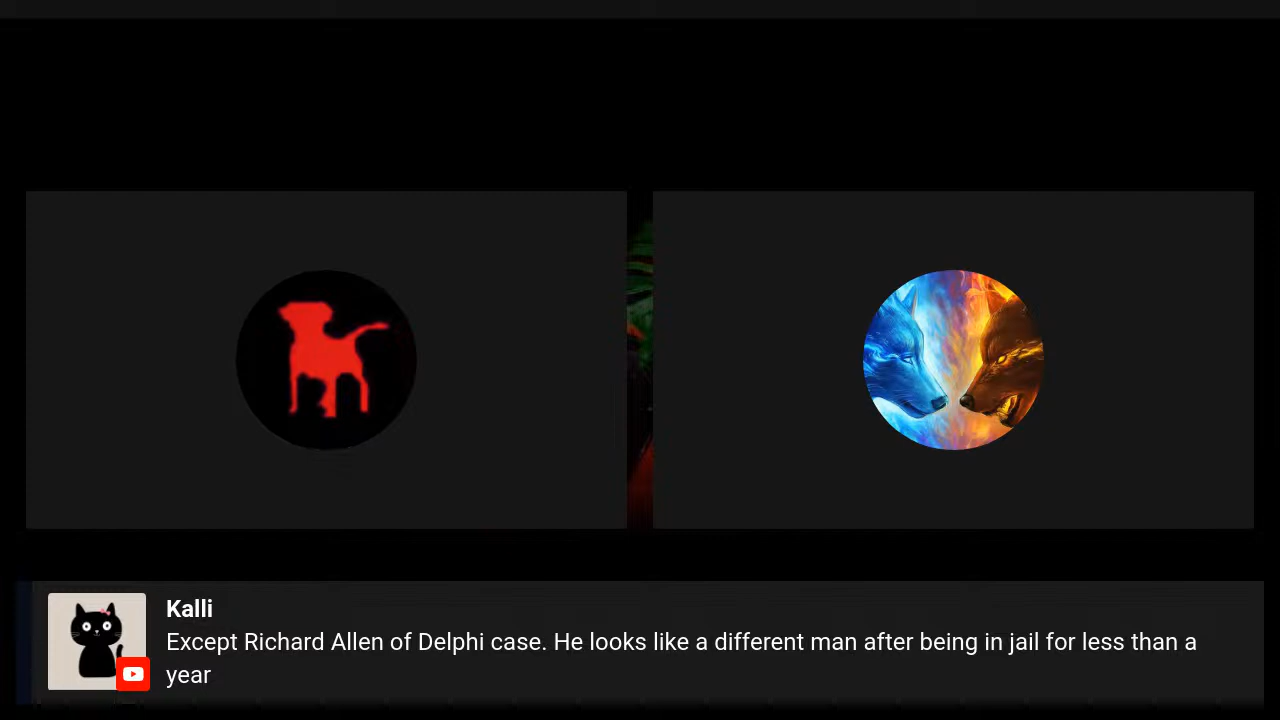 Kalli
Except Richard Allen of Delphi case. He looks like a different man after being in jail for less than a
year